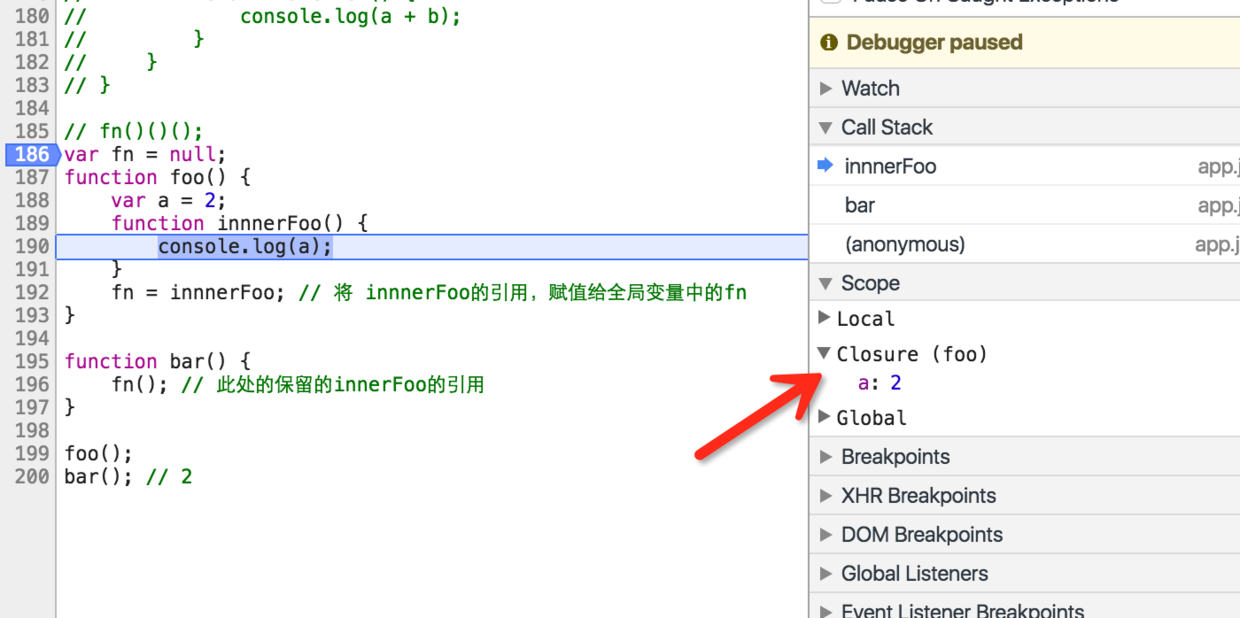 180 //             console.log(a + b);
181 //         }
182 //     }
183 // }
184
185 // fn()()();
186 var fn = null;
187 function foo() {
188     var a = 2;
189     function innnerFoo() {
190         console.log(a);
191     }
192     fn = innnerFoo; // 将 innnerFoo的引用，赋值给全局变量中的fn
193 }
194
195 function bar() {
196     fn(); // 此处的保留的innerFoo的引用
197 }
198
199 foo();
200 bar(); // 2
Debugger paused
Watch
Call Stack
innnerFoo app.j
bar app.j
(anonymous) app.j
Scope
Local
Closure (foo)
a: 2
Global
Breakpoints
XHR Breakpoints
DOM Breakpoints
Global Listeners
Event Listener Breakpoints